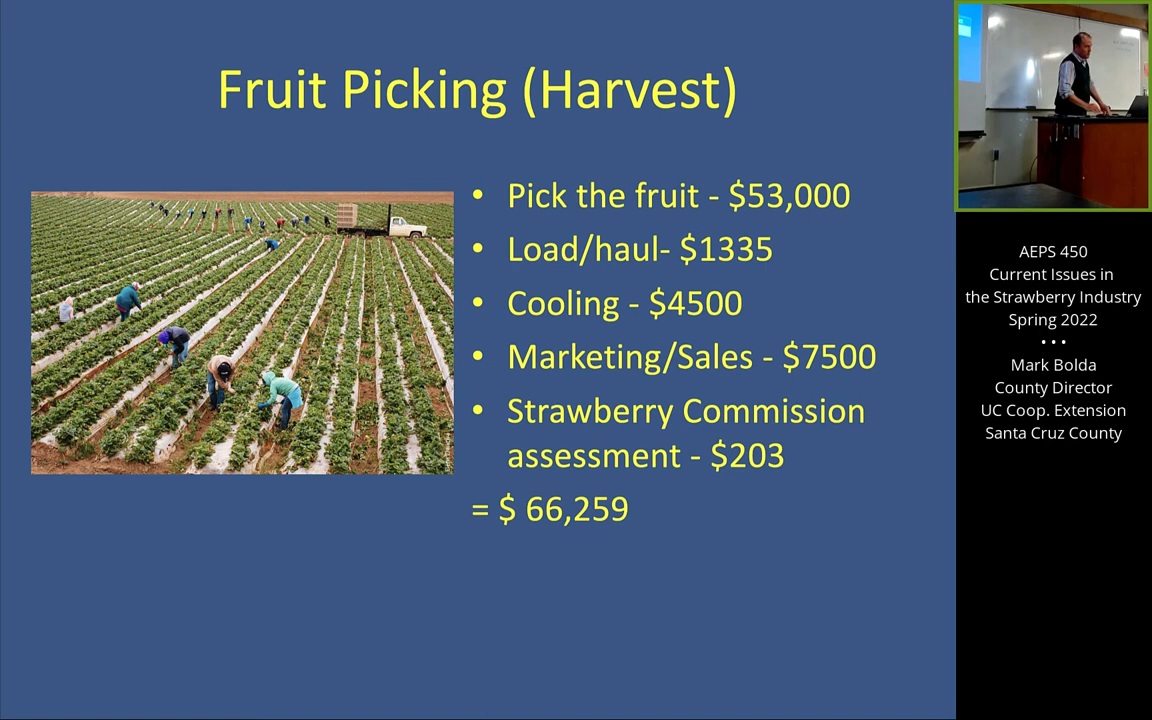 Fruit Picking (Harvest)
• Pick the fruit - $53,000
• Load/haul- $1335
• Cooling - $4500
• Marketing/Sales - $7500
• Strawberry Commission
assessment - $203
= $ 66,259
AEPS 450
Current Issues in
the Strawberry Industry
Spring 2022
• • •
Mark Bolda
County Director
UC Coop. Extension
Santa Cruz County